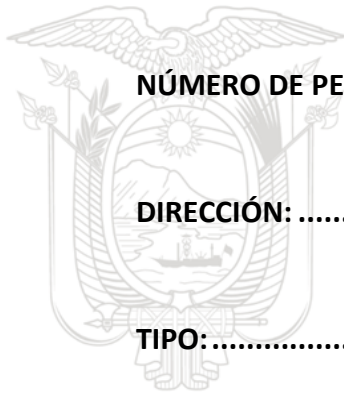 NÚMERO DE PE
DIRECCIÓN: ......
TIPO: .................